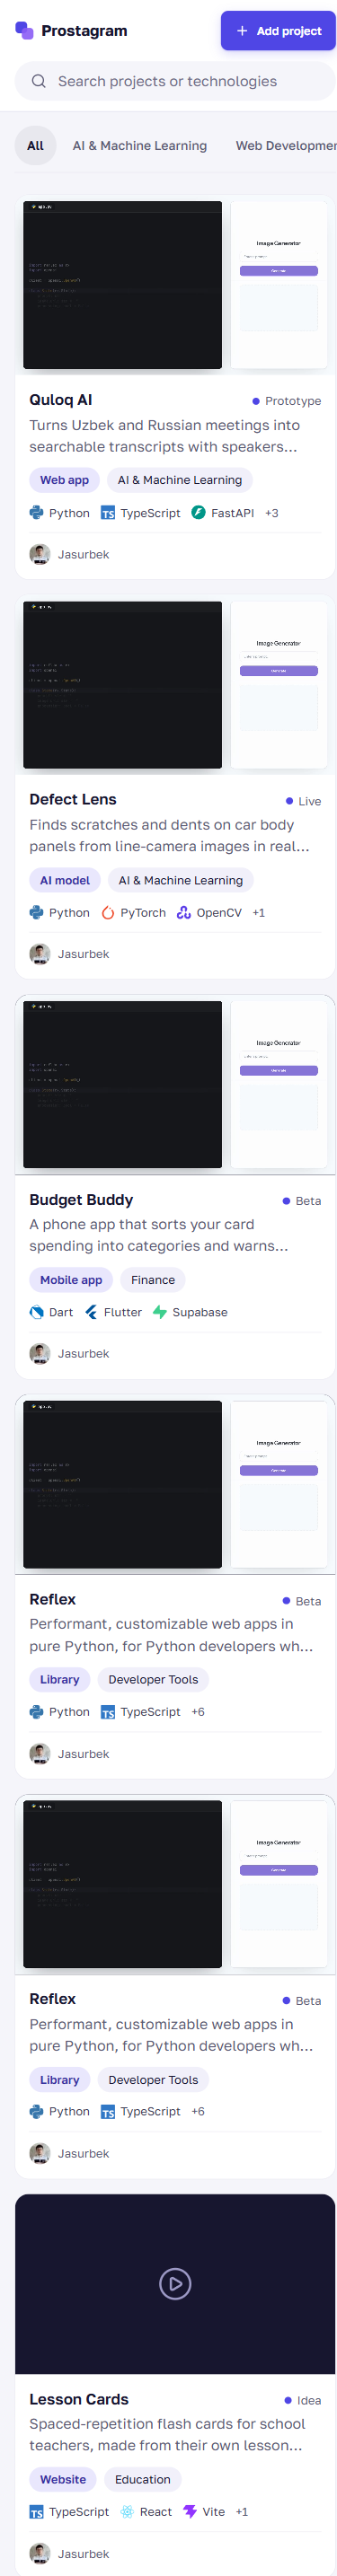 Prostagram
+ Add project
Search projects or technologies
All AI & Machine Learning Web Developmen
Image Generator
Quloq AI Prototype
Turns Uzbek and Russian meetings into
searchable transcripts with speakers...
Web app AI & Machine Learning
Python TypeScript FastAPI +3
Jasurbek
Image Generator
Defect Lens Live
Finds scratches and dents on car body
panels from line-camera images in real...
AI model AI & Machine Learning
Python PyTorch OpenCV +1
Jasurbek
Image Generator
Budget Buddy Beta
A phone app that sorts your card
spending into categories and warns...
Mobile app Finance
Dart Flutter Supabase
Jasurbek
Image Generator
Reflex Beta
Performant, customizable web apps in
pure Python, for Python developers wh...
Library Developer Tools
Python TS TypeScript +6
Jasurbek
Image Generator
Reflex Beta
Performant, customizable web apps in
pure Python, for Python developers wh...
Library Developer Tools
Python TS TypeScript +6
Jasurbek
Lesson Cards Idea
Spaced-repetition flash cards for school
teachers, made from their own lesson...
Website Education
TS TypeScript React Vite +1
Jasurbek